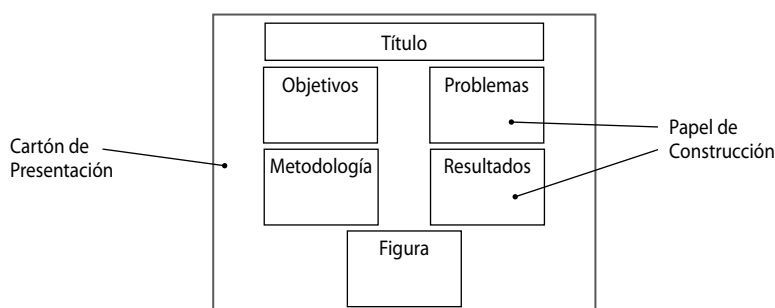 Título
Objetivos
Problemas
Cartón de
Presentación
Papel de
Construcción
Metodología
Resultados
Figura